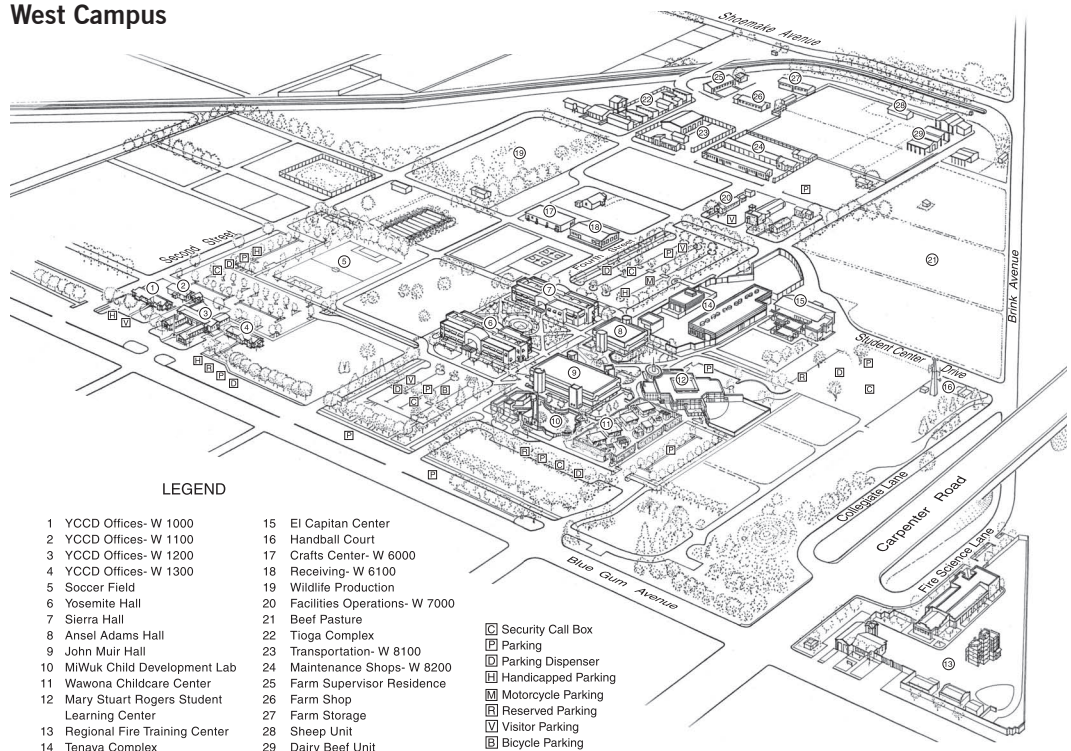 West Campus
Shoemake Avenue
Second Street
Brink Avenue
Student Center
Drive
Collegiate Lane
Carpenter Road
Fire Science Lane
Blue Gum Avenue
LEGEND
1 YCCD Offices- W 1000
2 YCCD Offices- W 1100
3 YCCD Offices- W 1200
4 YCCD Offices- W 1300
5 Soccer Field
6 Yosemite Hall
7 Sierra Hall
8 Ansel Adams Hall
9 John Muir Hall
10 MiWuk Child Development Lab
11 Wawona Childcare Center
12 Mary Stuart Rogers Student
Learning Center
13 Regional Fire Training Center
14 Tenaya Complex
15 El Capitan Center
16 Handball Court
17 Crafts Center- W 6000
18 Receiving- W 6100
19 Wildlife Production
20 Facilities Operations- W 7000
21 Beef Pasture
22 Tioga Complex
23 Transportation- W 8100
24 Maintenance Shops- W 8200
25 Farm Supervisor Residence
26 Farm Shop
27 Farm Storage
28 Sheep Unit
29 Dairy Beef Unit
C Security Call Box
P Parking
D Parking Dispenser
H Handicapped Parking
M Motorcycle Parking
R Reserved Parking
V Visitor Parking
B Bicycle Parking